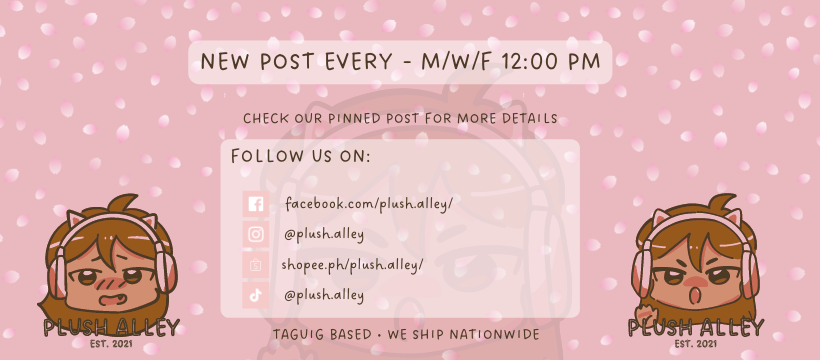 NEW POST EVERY - M/W/F 12:00 PM
CHECK OUR PINNED POST FOR MORE DETAILS
FOLLOW US ON:
facebook.com/plush.alley/
@plush.alley
shopee.ph/plush.alley/
@plush.alley
TAGUIG BASED • WE SHIP NATIONWIDE
PLUSH ALLEY
EST. 2021
PLUSH ALLEY
EST. 2021